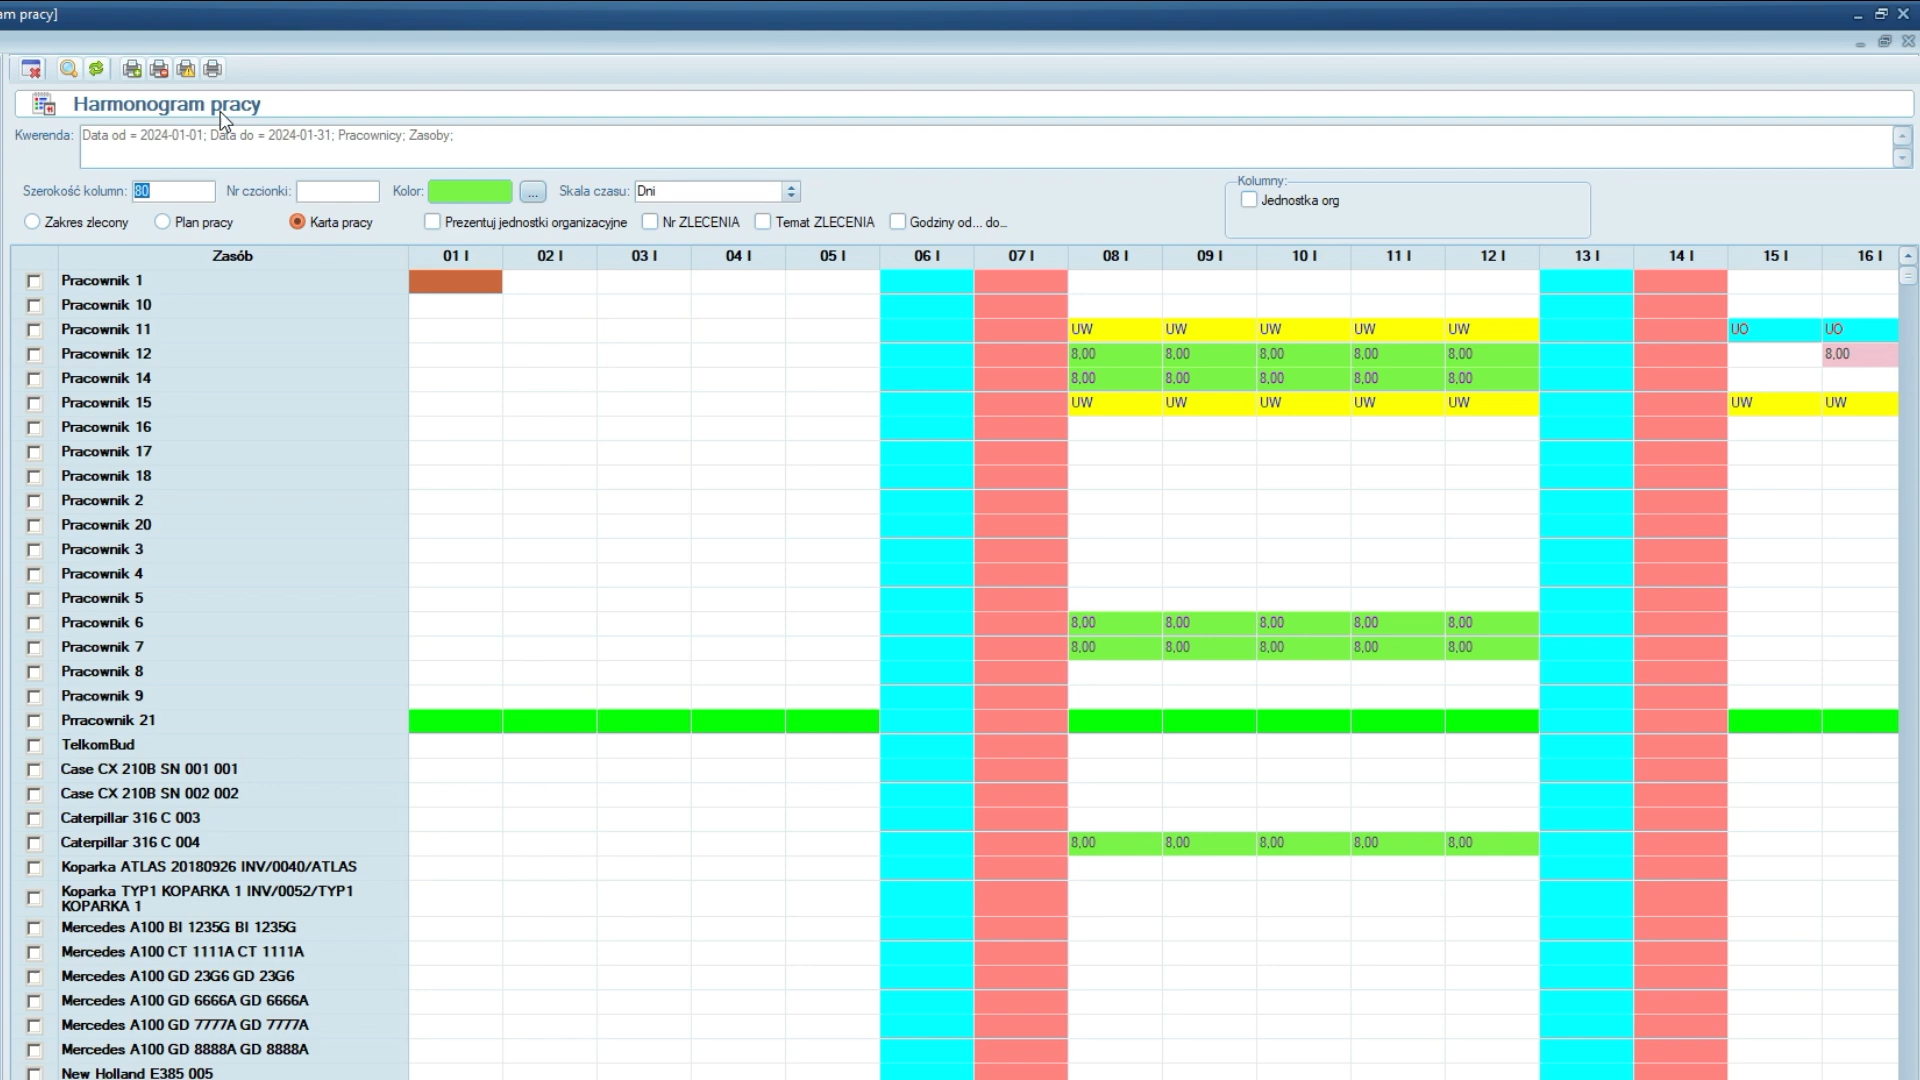 am pracy]
Harmonogram pracy
Kwerenda: Data od = 2024-01-01; Data do = 2024-01-31; Pracownicy; Zasoby;
Szerokość kolumn: 80 Nr czcionki: Kolor: ... Skala czasu: Dni Kolumny:
Jednostka org
Zakres zlecony Plan pracy Karta pracy Prezentuj jednostki organizacyjne Nr ZLECENIA Temat ZLECENIA Godziny od... do...
Zasób 01 I 02 I 03 I 04 I 05 I 06 I 07 I 08 I 09 I 10 I 11 I 12 I 13 I 14 I 15 I 16 I
Pracownik 1
Pracownik 10
Pracownik 11 UW UW UW UW UW UO UO
Pracownik 12 8,00 8,00 8,00 8,00 8,00 8,00
Pracownik 14 8,00 8,00 8,00 8,00 8,00
Pracownik 15 UW UW UW UW UW UW UW
Pracownik 16
Pracownik 17
Pracownik 18
Pracownik 2
Pracownik 20
Pracownik 3
Pracownik 4
Pracownik 5
Pracownik 6 8,00 8,00 8,00 8,00 8,00
Pracownik 7 8,00 8,00 8,00 8,00 8,00
Pracownik 8
Pracownik 9
Prracownik 21
TelkomBud
Case CX 210B SN 001 001
Case CX 210B SN 002 002
Caterpillar 316 C 003
Caterpillar 316 C 004 8,00 8,00 8,00 8,00 8,00
Koparka ATLAS 20180926 INV/0040/ATLAS
Koparka TYP1 KOPARKA 1 INV/0052/TYP1
KOPARKA 1
Mercedes A100 BI 1235G BI 1235G
Mercedes A100 CT 1111A CT 1111A
Mercedes A100 GD 23G6 GD 23G6
Mercedes A100 GD 6666A GD 6666A
Mercedes A100 GD 7777A GD 7777A
Mercedes A100 GD 8888A GD 8888A
New Holland E385 005